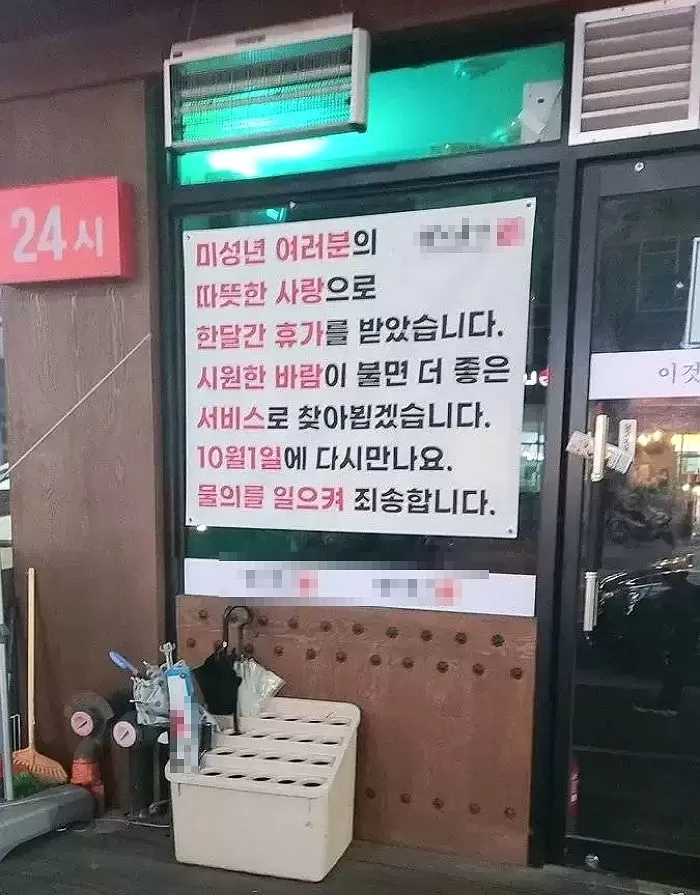 24시
미성년 여러분의
따뜻한 사랑으로
한달간 휴가를 받았습니다.
시원한 바람이 불면 더 좋은
서비스로 찾아뵙겠습니다.
10월1일에 다시만나요.
물의를 일으켜 죄송합니다.
이것